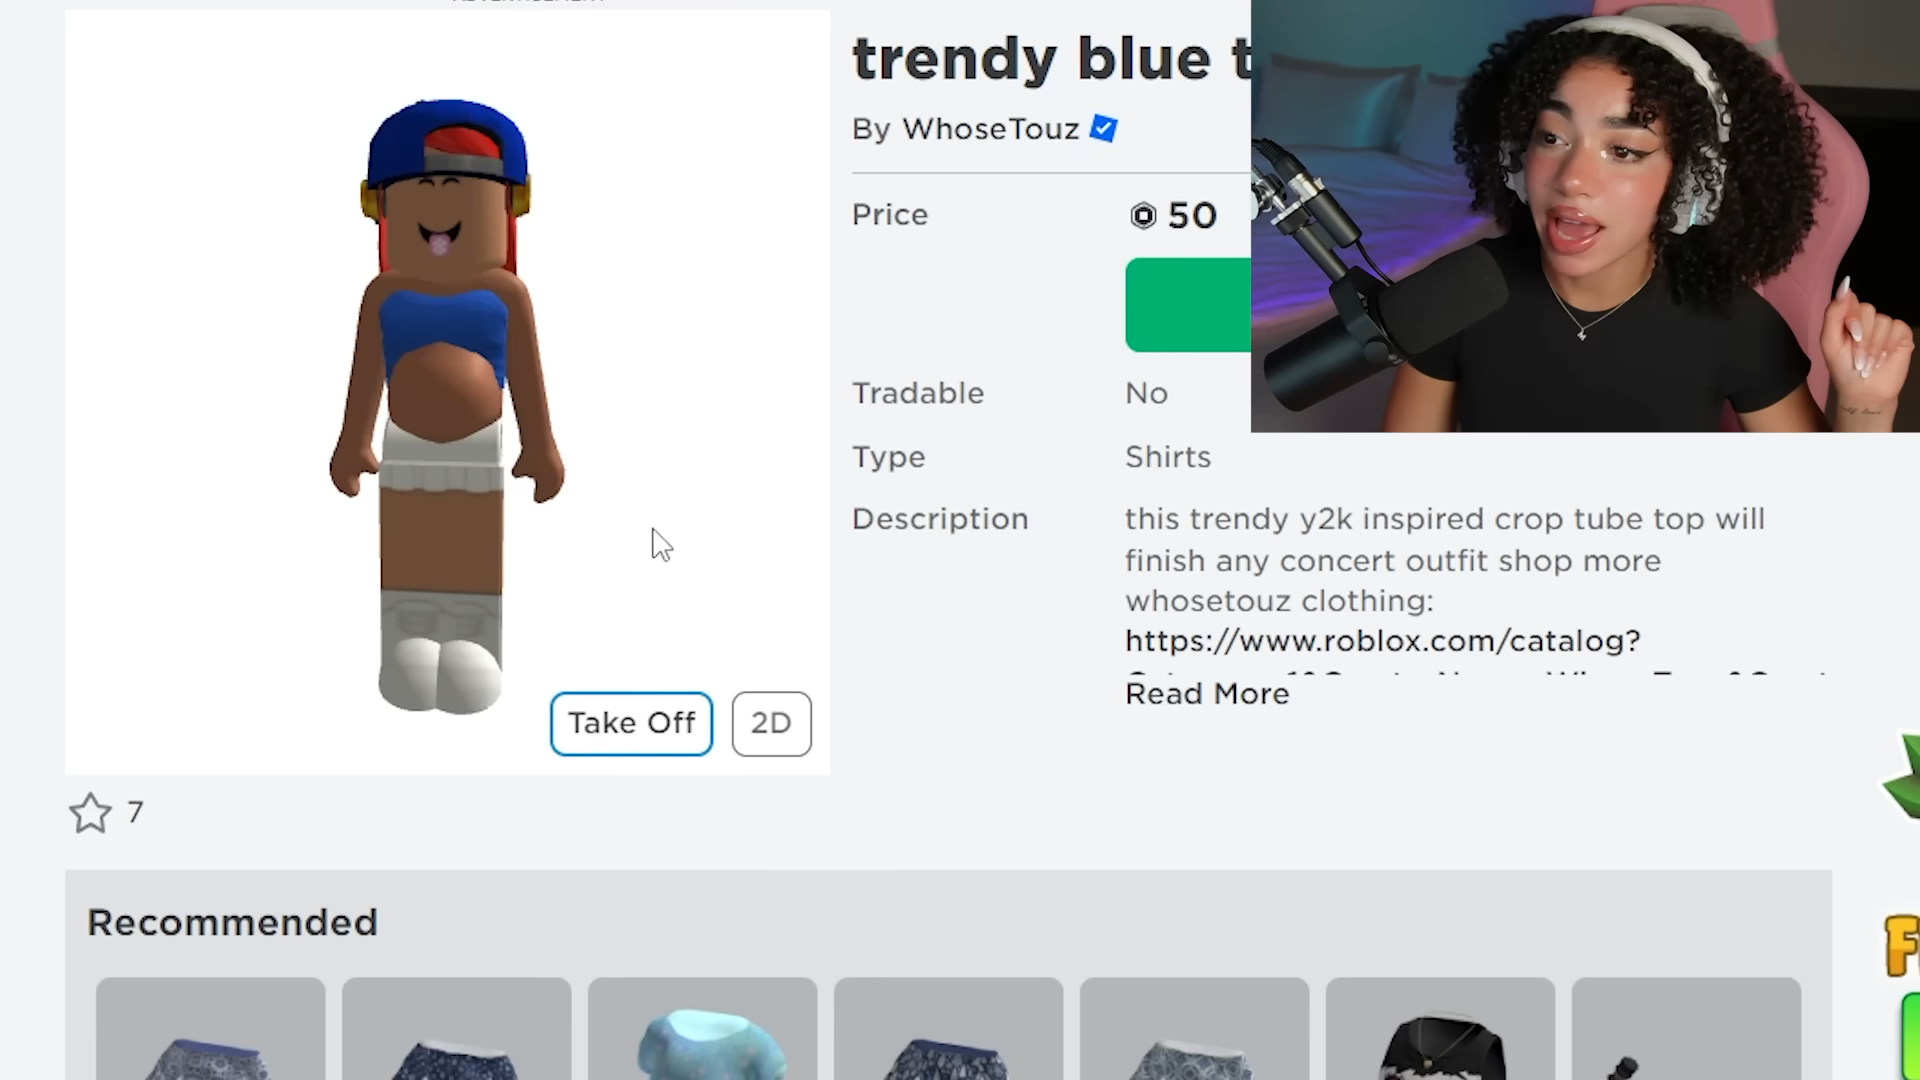 trendy blue
By WhoseTouz
Price
50
Tradable
No
Type
Shirts
Description
this trendy y2k inspired crop tube top will
finish any concert outfit shop more
whosetouz clothing:
https://www.roblox.com/catalog?
Read More
Take Off
2D
7
Recommended